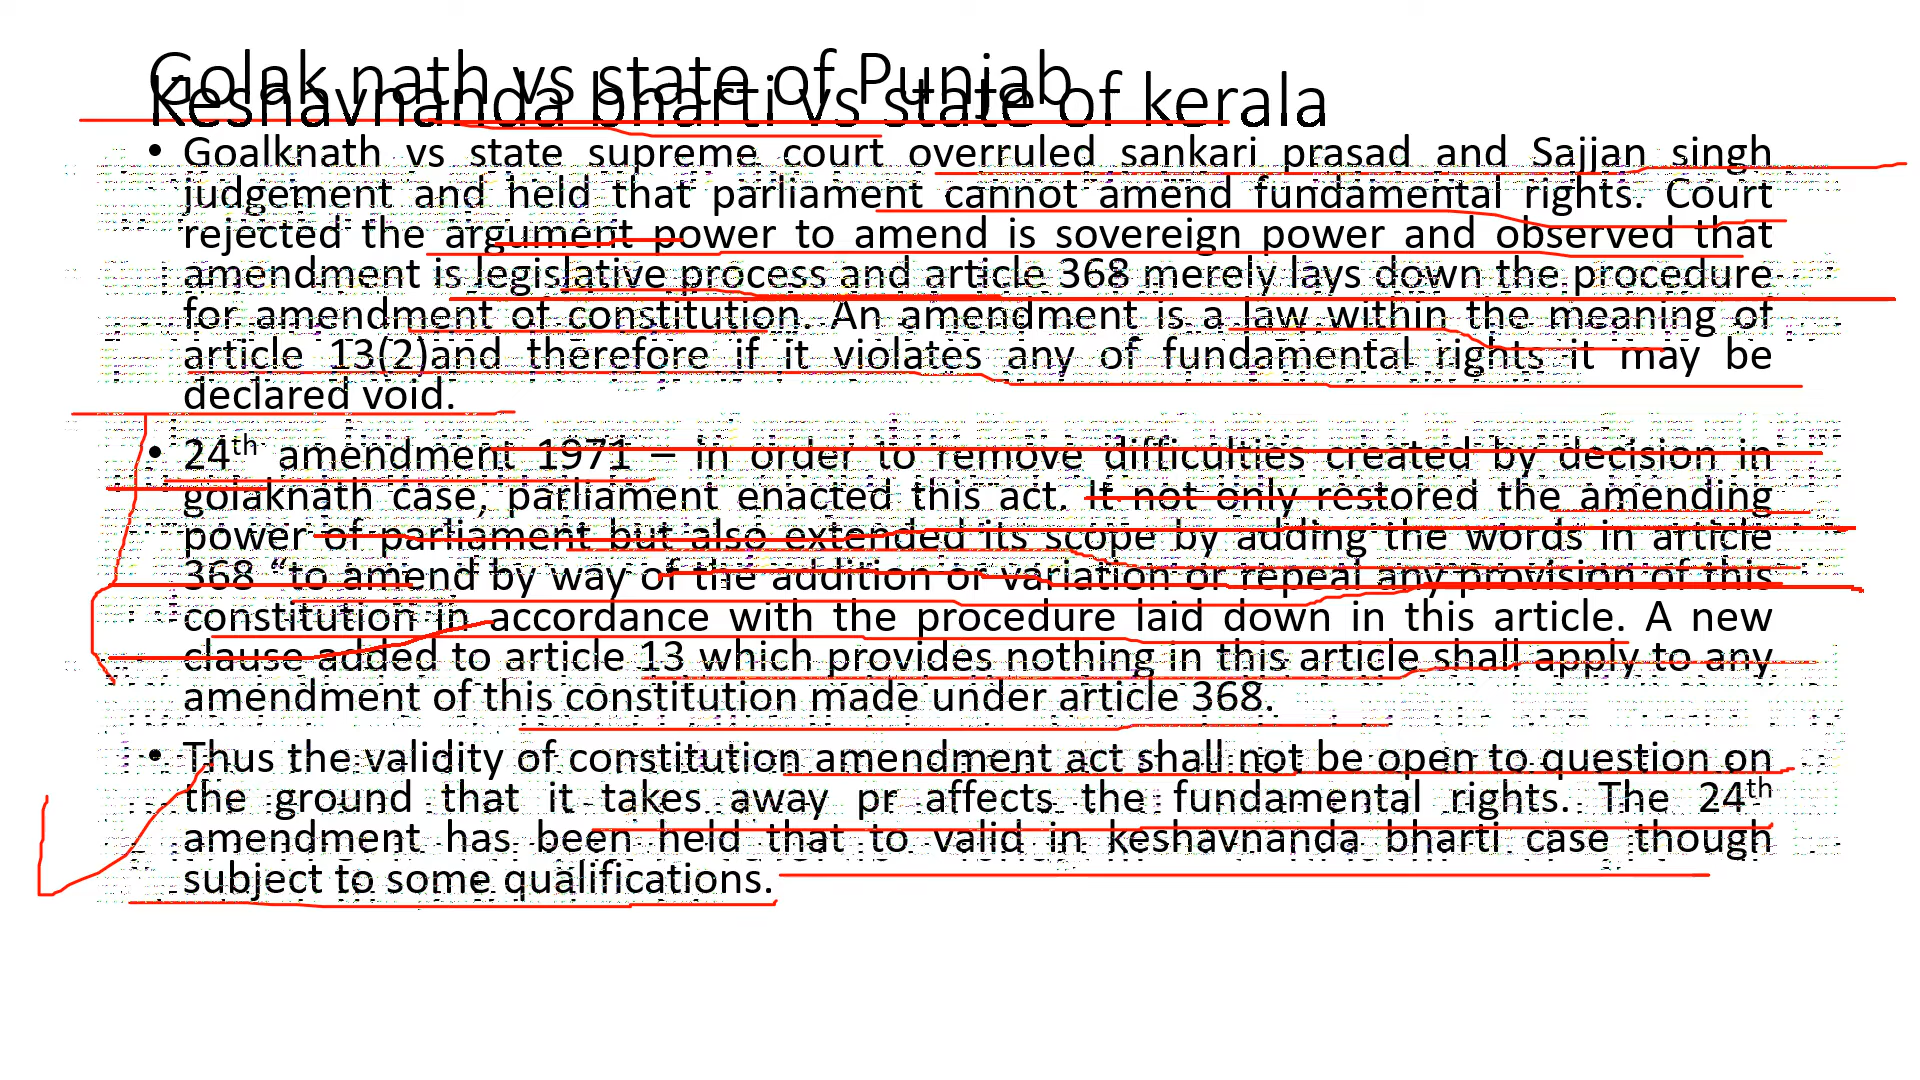 Golak nath vs state of Punjab
Keshavnanda bharti vs state of kerala
• Goalknath vs state supreme court overruled sankari prasad and Sajjan singh
judgement and held that parliament cannot amend fundamental rights. Court
rejected the argument power to amend is sovereign power and observed that
amendment is legislative process and article 368 merely lays down the procedure
for amendment of constitution. An amendment is a law within the meaning of
article 13(2)and therefore if it violates any of fundamental rights it may be
declared void.
• 24th amendment 1971 – in order to remove difficulties created by decision in
golaknath case, parliament enacted this act. It not only restored the amending
power of parliament but also extended its scope by adding the words in article
368 “to amend by way of the addition or variation or repeal any provision of this
constitution in accordance with the procedure laid down in this article. A new
clause added to article 13 which provides nothing in this article shall apply to any
amendment of this constitution made under article 368.
• Thus the validity of constitution amendment act shall not be open to question on
the ground that it takes away pr affects the fundamental rights. The 24th
amendment has been held that to valid in keshavnanda bharti case though
subject to some qualifications.